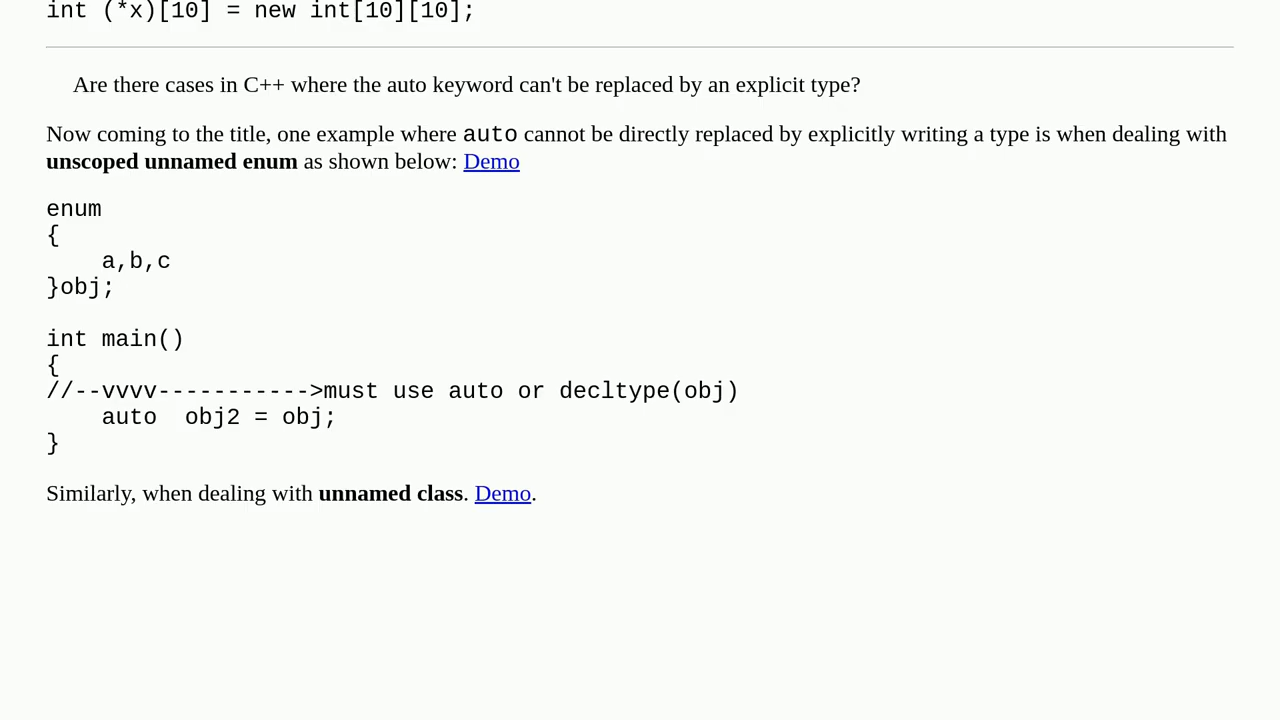 int (*x)[10] = new int[10][10];
Are there cases in C++ where the auto keyword can't be replaced by an explicit type?
Now coming to the title, one example where auto cannot be directly replaced by explicitly writing a type is when dealing with
unscoped unnamed enum as shown below: Demo
enum
{
    a,b,c
}obj;
int main()
{
//--vvvv----------->must use auto or decltype(obj)
    auto  obj2 = obj;
}
Similarly, when dealing with unnamed class. Demo.